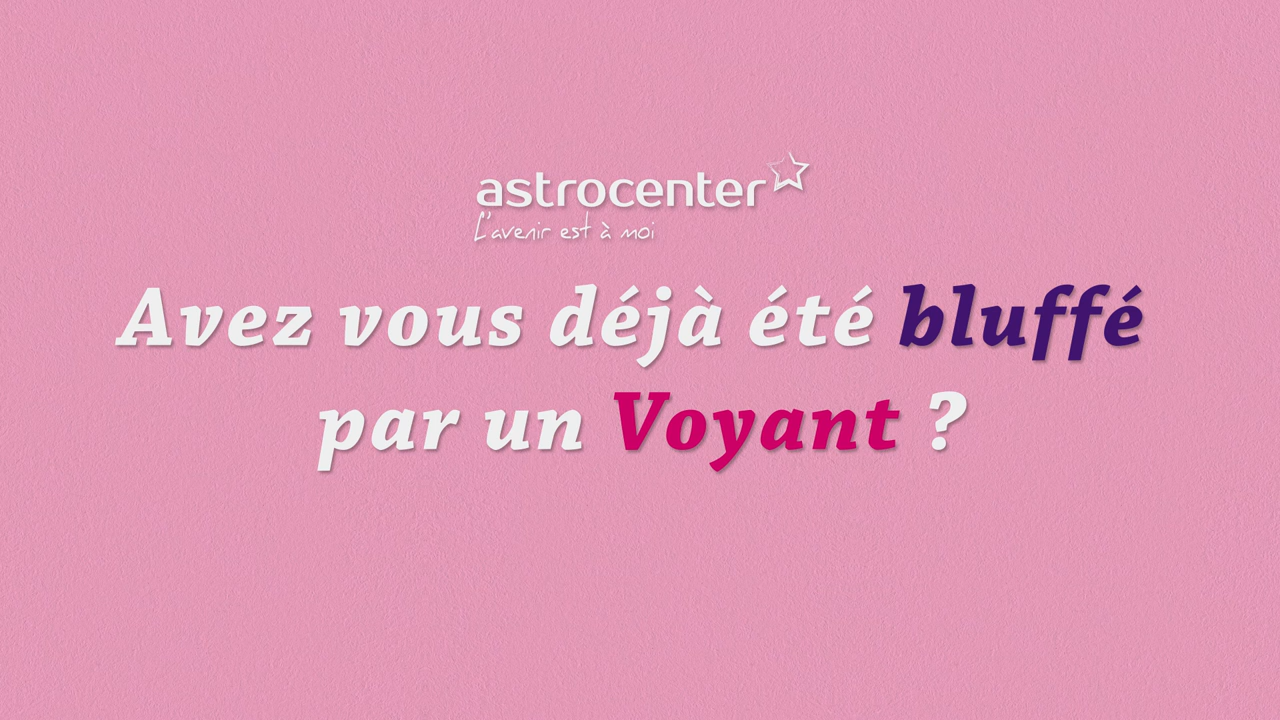 astrocenter
L'avenir est à moi
Avez vous déjà été bluffé
par un Voyant ?